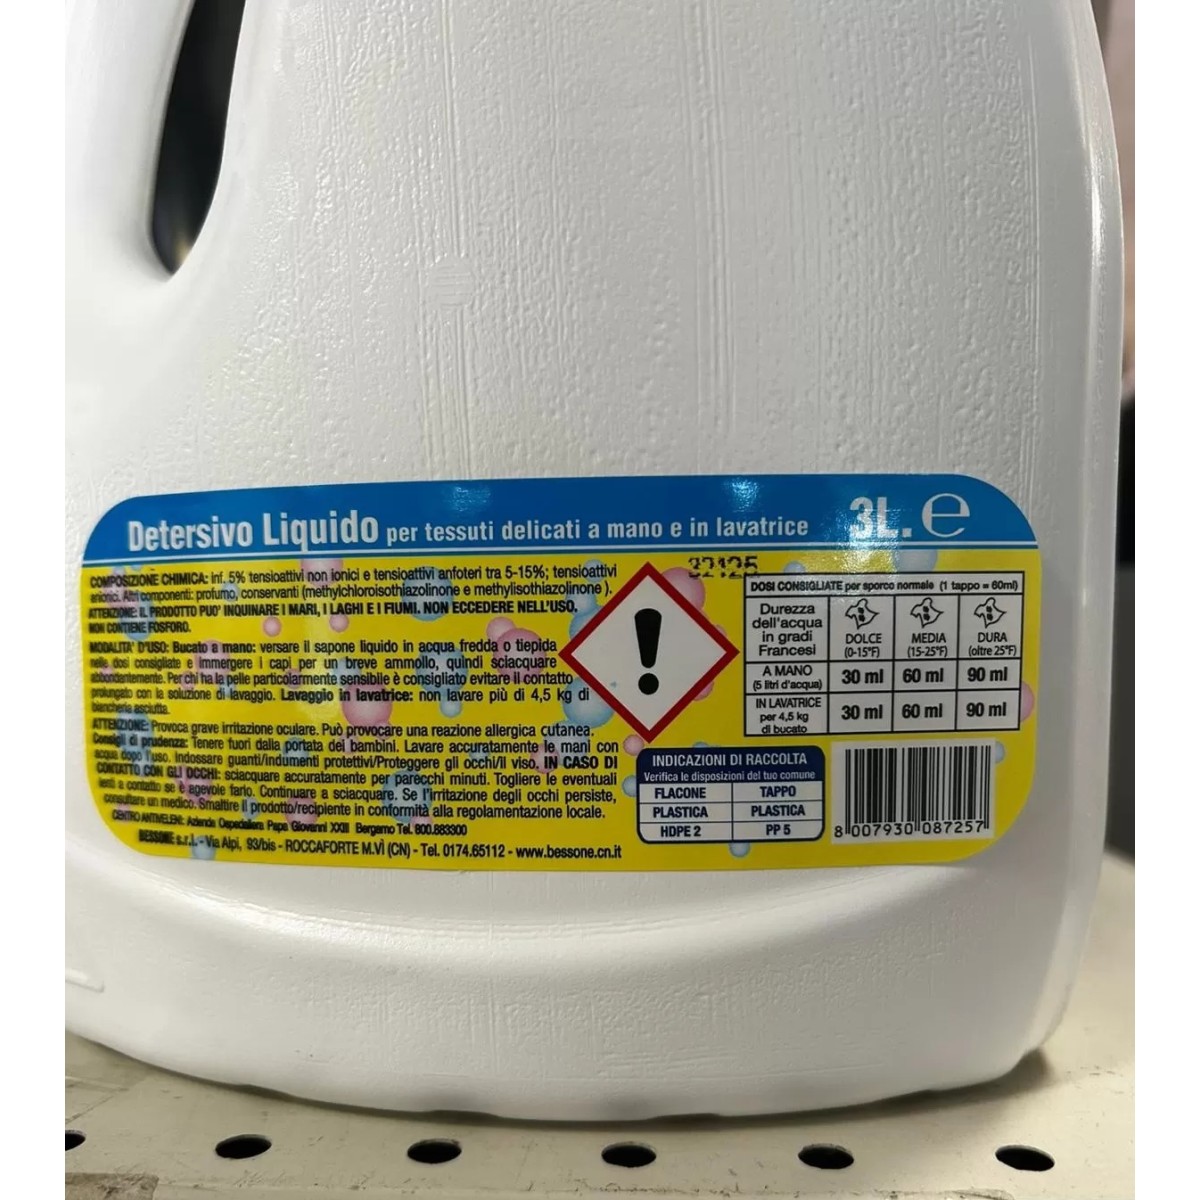 Detersivo Liquido per tessuti delicati a mano e in lavatrice 3L. ℮
32125
COMPOSIZIONE CHIMICA: inf. 5% tensioattivi non ionici e tensioattivi anfoteri tra 5-15%; tensioattivi
anionici. Altri componenti: profumo, conservanti (methylchloroisothiazolinone e methylisothiazolinone ).
ATTENZIONE: IL PRODOTTO PUO' INQUINARE I MARI, I LAGHI E I FIUMI. NON ECCEDERE NELL'USO.
NON CONTIENE FOSFORO.
MODALITA' D'USO: Bucato a mano: versare il sapone liquido in acqua fredda o tiepida
nelle dosi consigliate e immergere i capi per un breve ammollo, quindi sciacquare
abbondantemente. Per chi ha la pelle particolarmente sensibile è consigliato evitare il contatto
prolungato con la soluzione di lavaggio. Lavaggio in lavatrice: non lavare più di 4,5 kg di
biancheria asciutta.
ATTENZIONE: Provoca grave irritazione oculare. Può provocare una reazione allergica cutanea.
Consigli di prudenza: Tenere fuori dalla portata dei bambini. Lavare accuratamente le mani con
acqua dopo l'uso. Indossare guanti/indumenti protettivi/Proteggere gli occhi/il viso. IN CASO DI
CONTATTO CON GLI OCCHI: sciacquare accuratamente per parecchi minuti. Togliere le eventuali
lenti a contatto se è agevole farlo. Continuare a sciacquare. Se l'irritazione degli occhi persiste,
consultare un medico. Smaltire il prodotto/recipiente in conformità alla regolamentazione locale.
CENTRO ANTIVELENI: Azienda Ospedaliera Papa Giovanni XXIII Bergamo Tel. 800.883300
BESSONE s.r.l. - Via Alpi, 93/bis - ROCCAFORTE M.VÌ (CN) - Tel. 0174.65112 - www.bessone.cn.it
DOSI CONSIGLIATE per sporco normale (1 tappo = 60ml)
Durezza
dell'acqua
in gradi
Francesi
DOLCE
(0-15°F)
MEDIA
(15-25°F)
DURA
(oltre 25°F)
A MANO
(5 litri d'acqua)
30 ml 60 ml 90 ml
IN LAVATRICE
per 4,5 kg
di bucato
30 ml 60 ml 90 ml
INDICAZIONI DI RACCOLTA
Verifica le disposizioni del tuo comune
FLACONE TAPPO
PLASTICA PLASTICA
HDPE 2 PP 5
8 007930 087257